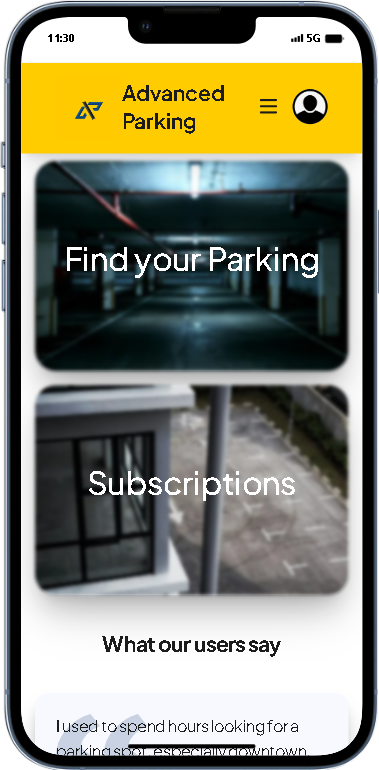 11:30 5G
Advanced
Parking
Find your Parking
Subscriptions
What our users say
I used to spend hours looking for a
parking spot, especially downtown.